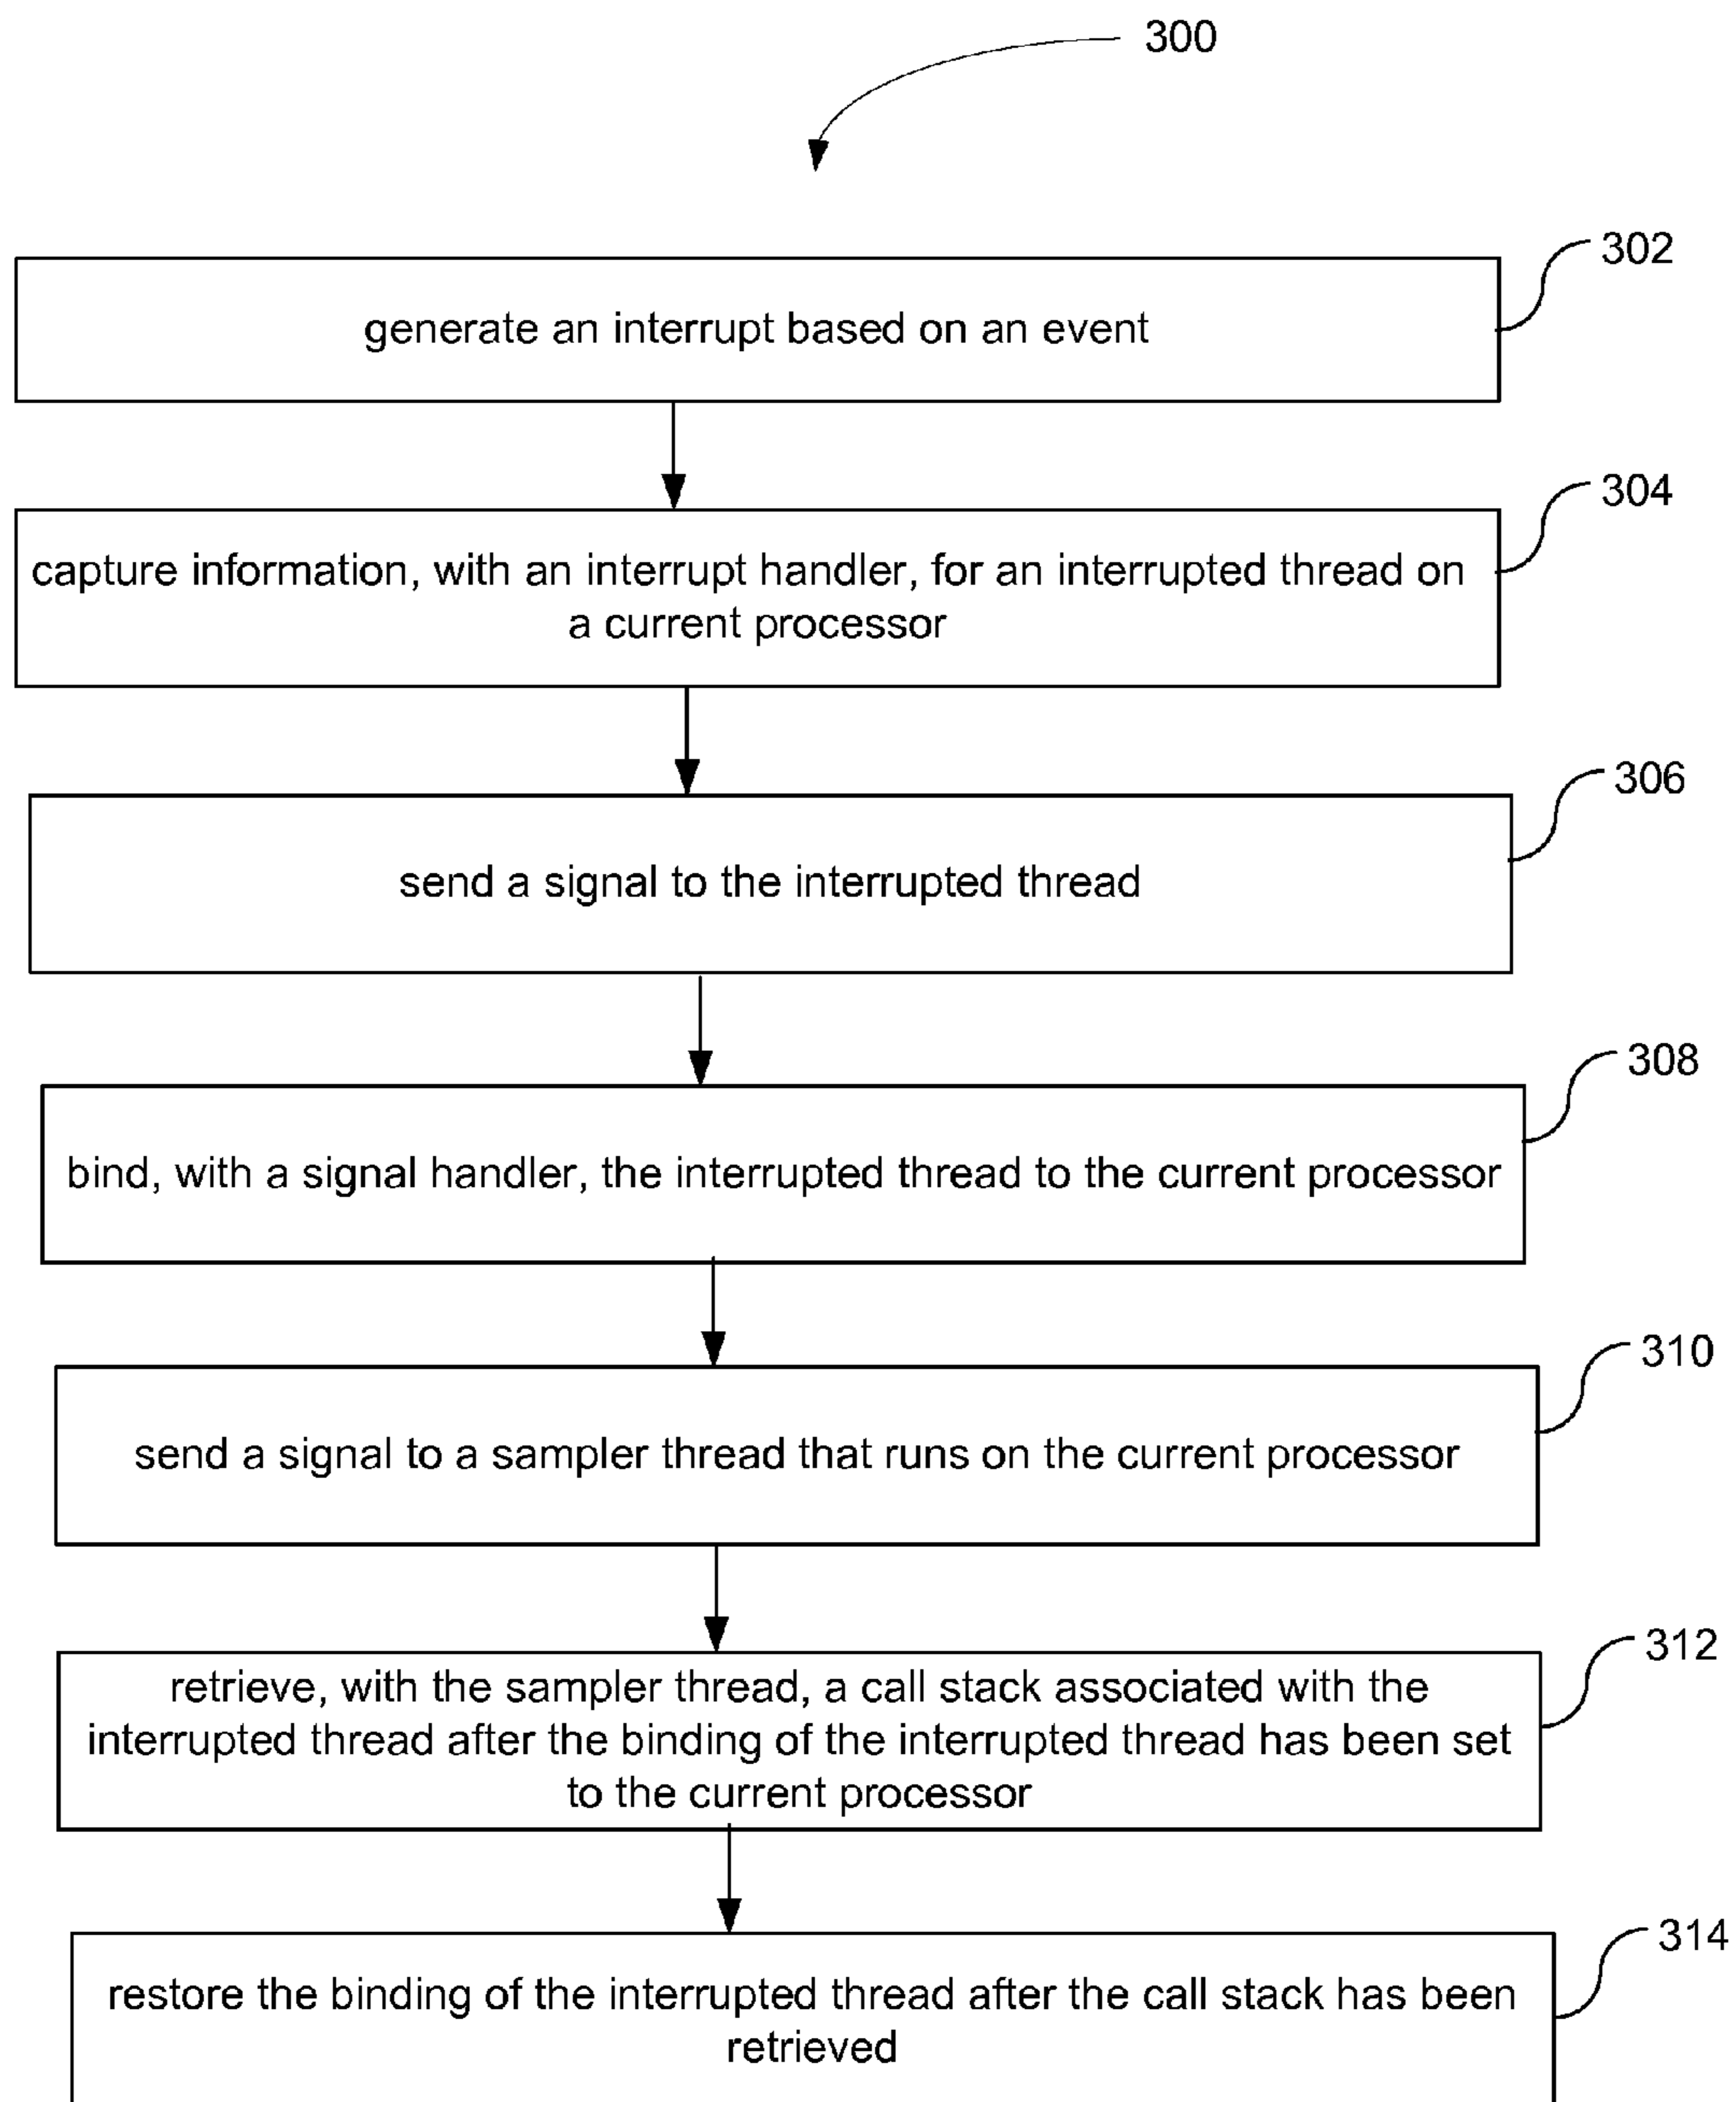 300
302
generate an interrupt based on an event
304
capture information, with an interrupt handler, for an interrupted thread on
a current processor
306
send a signal to the interrupted thread
308
bind, with a signal handler, the interrupted thread to the current processor
310
send a signal to a sampler thread that runs on the current processor
312
retrieve, with the sampler thread, a call stack associated with the
interrupted thread after the binding of the interrupted thread has been set
to the current processor
314
restore the binding of the interrupted thread after the call stack has been
retrieved